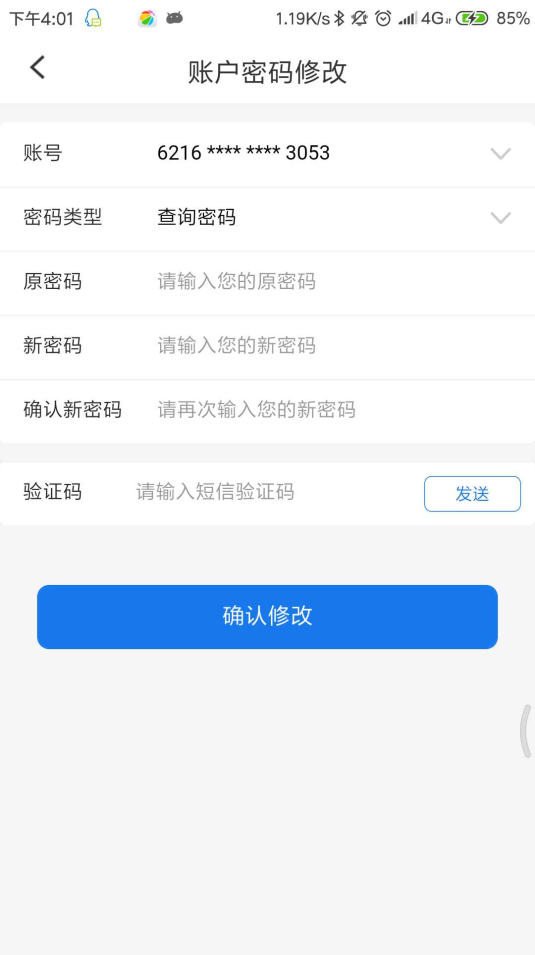 下午4:01 1.19K/s 4G 85%
账户密码修改
账号 6216 **** **** 3053
密码类型 查询密码
原密码 请输入您的原密码
新密码 请输入您的新密码
确认新密码 请再次输入您的新密码
验证码 请输入短信验证码 发送
确认修改